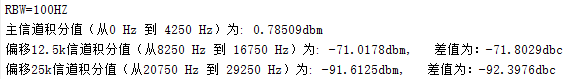 RBW=100HZ
主信道积分值（从0 Hz 到 4250 Hz）为: 0.78509dbm
偏移12.5k信道积分值（从8250 Hz 到 16750 Hz）为: -71.0178dbm, 差值为：-71.8029dbc
偏移25k信道积分值（从20750 Hz 到 29250 Hz）为: -91.6125dbm, 差值为：-92.3976dbc